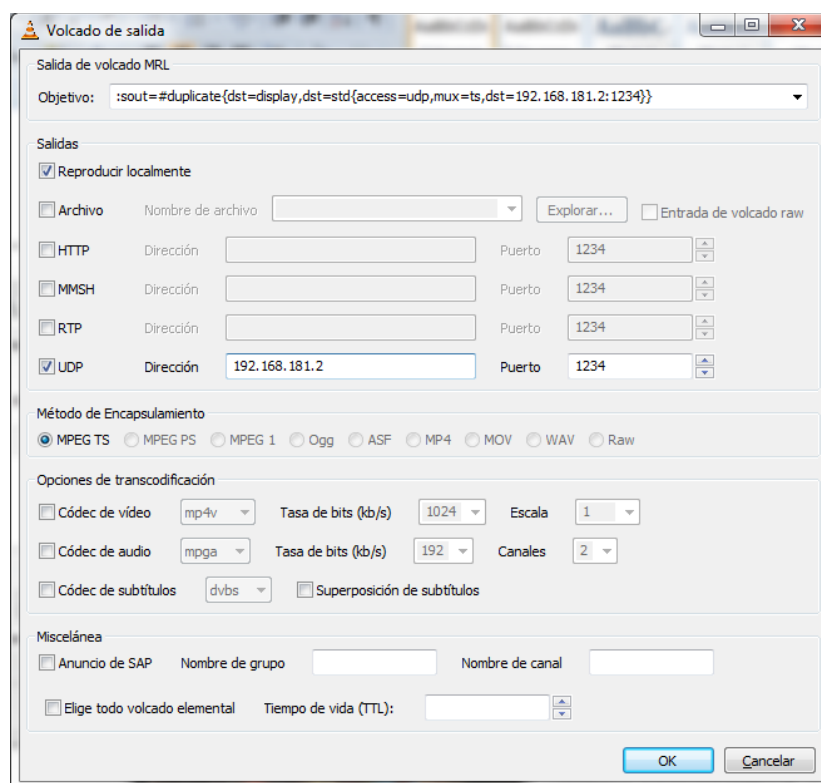 Volcado de salida
Salida de volcado MRL
Objetivo: :sout=#duplicate{dst=display,dst=std{access=udp,mux=ts,dst=192.168.181.2:1234}}
Salidas
Reproducir localmente
Archivo Nombre de archivo Explorar... Entrada de volcado raw
HTTP Dirección Puerto 1234
MMSH Dirección Puerto 1234
RTP Dirección Puerto 1234
UDP Dirección 192.168.181.2 Puerto 1234
Método de Encapsulamiento
MPEG TS MPEG PS MPEG 1 Ogg ASF MP4 MOV WAV Raw
Opciones de transcodificación
Códec de vídeo mp4v Tasa de bits (kb/s) 1024 Escala 1
Códec de audio mpga Tasa de bits (kb/s) 192 Canales 2
Códec de subtítulos dvbs Superposición de subtítulos
Miscelánea
Anuncio de SAP Nombre de grupo Nombre de canal
Elige todo volcado elemental Tiempo de vida (TTL):
OK Cancelar